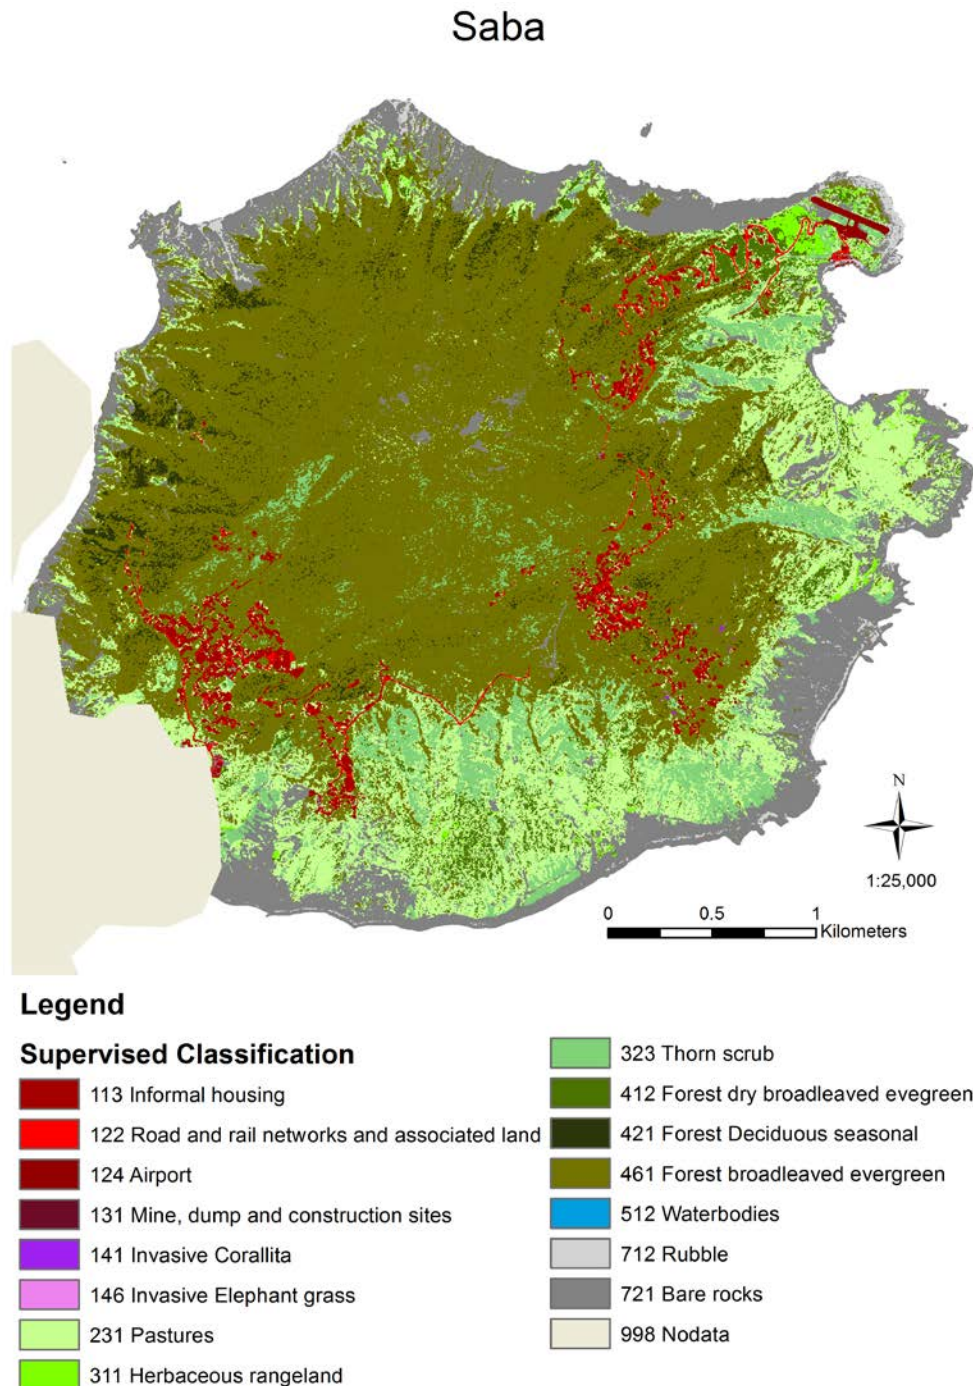 Saba
N
1:25,000
0 0.5 1
Kilometers
Legend
Supervised Classification
113 Informal housing
122 Road and rail networks and associated land
124 Airport
131 Mine, dump and construction sites
141 Invasive Corallita
146 Invasive Elephant grass
231 Pastures
311 Herbaceous rangeland
323 Thorn scrub
412 Forest dry broadleaved evegreen
421 Forest Deciduous seasonal
461 Forest broadleaved evergreen
512 Waterbodies
712 Rubble
721 Bare rocks
998 Nodata